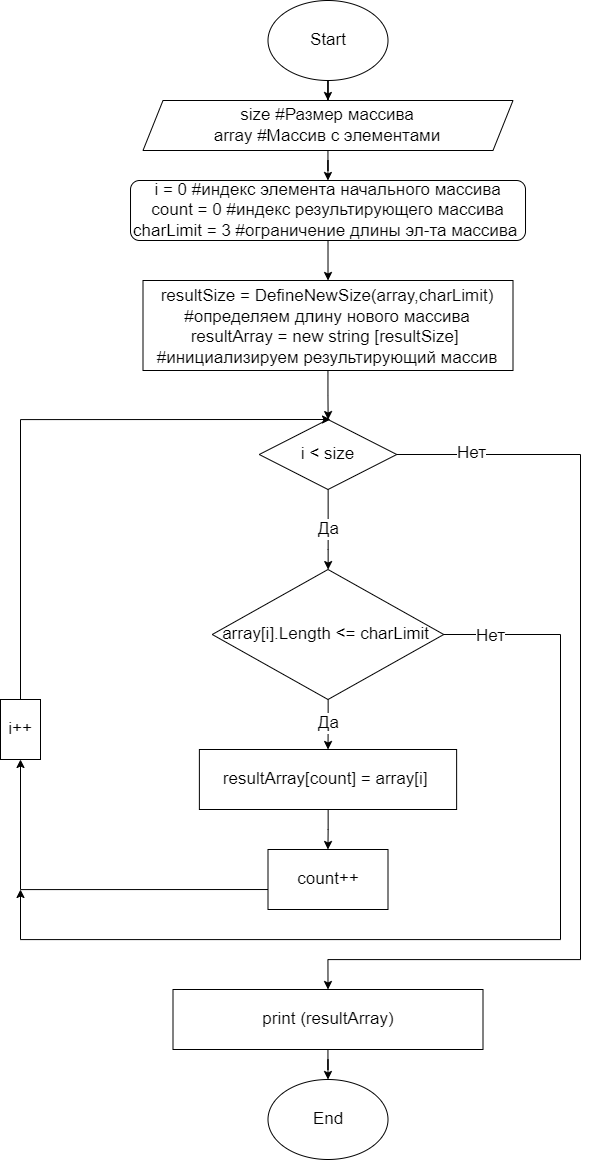 Start
size #Размер массива
array #Массив с элементами
i = 0 #индекс элемента начального массива
count = 0 #индекс результирующего массива
charLimit = 3 #ограничение длины эл-та массива
resultSize = DefineNewSize(array,charLimit)
#определяем длину нового массива
resultArray = new string [resultSize]
#инициализируем результирующий массив
i < size
Нет
Да
array[i].Length <= charLimit
Нет
Да
i++
resultArray[count] = array[i]
count++
print (resultArray)
End